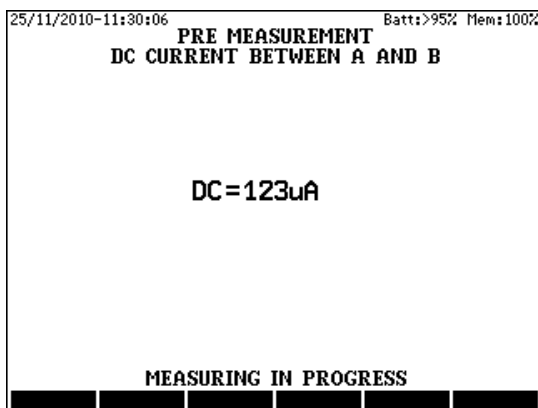 25/11/2010-11:30:06 Batt:>95% Mem:100%
PRE MEASUREMENT
DC CURRENT BETWEEN A AND B
DC=123uA
MEASURING IN PROGRESS